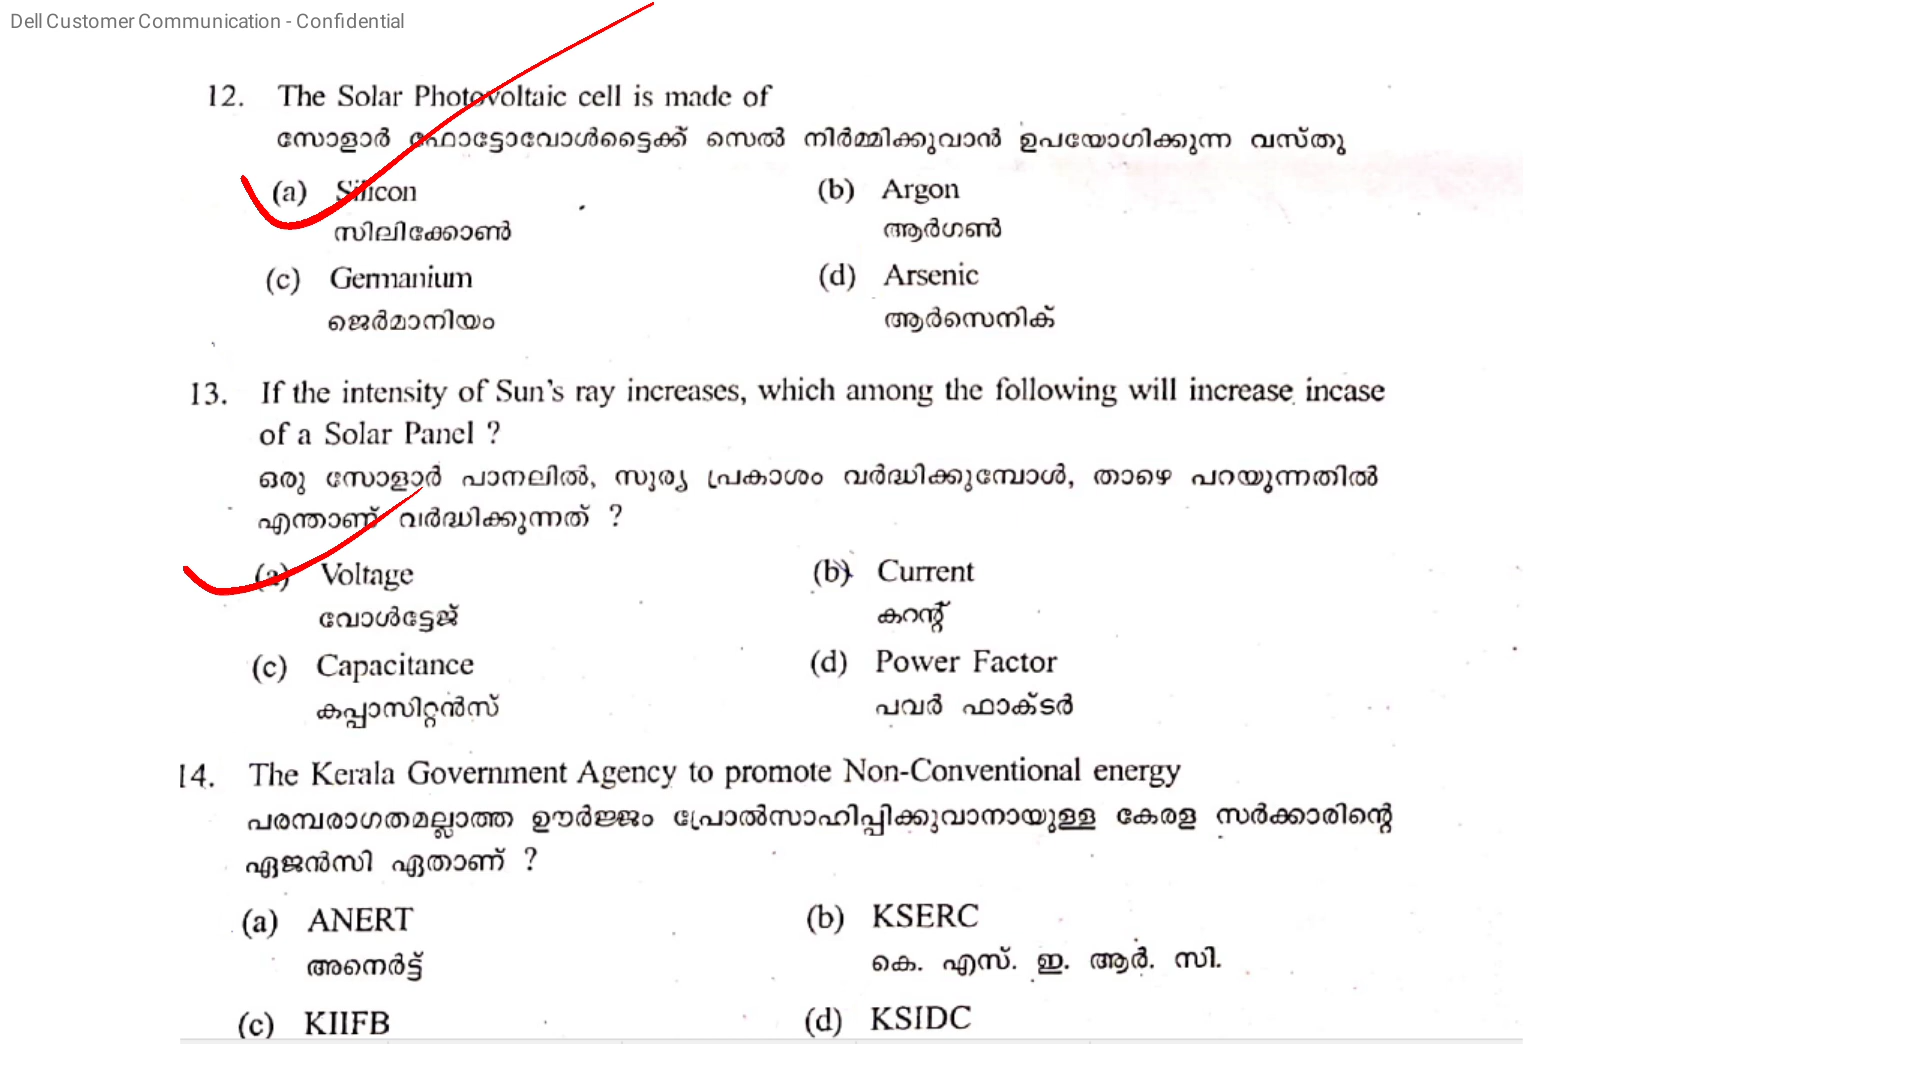 Dell Customer Communication - Confidential
12. The Solar Photovoltaic cell is made of
സോളാർ ഫോട്ടോവോൾട്ടൈക്ക് സെൽ നിർമ്മിക്കുവാൻ ഉപയോഗിക്കുന്ന വസ്തു
(a) Silicon (b) Argon
സിലിക്കോൺ ആർഗൺ
(c) Germanium (d) Arsenic
ജെർമാനിയം ആർസെനിക്
13. If the intensity of Sun's ray increases, which among the following will increase incase
of a Solar Panel ?
ഒരു സോളാർ പാനലിൽ, സൂര്യ പ്രകാശം വർദ്ധിക്കുമ്പോൾ, താഴെ പറയുന്നതിൽ
എന്താണ് വർദ്ധിക്കുന്നത് ?
(a) Voltage (b) Current
വോൾട്ടേജ് കറന്റ്
(c) Capacitance (d) Power Factor
കപ്പാസിറ്റൻസ് പവർ ഫാക്ടർ
14. The Kerala Government Agency to promote Non-Conventional energy
പരമ്പരാഗതമല്ലാത്ത ഊർജ്ജം പ്രോൽസാഹിപ്പിക്കുവാനായുള്ള കേരള സർക്കാരിന്റെ
ഏജൻസി ഏതാണ് ?
(a) ANERT (b) KSERC
അനെർട്ട് കെ. എസ്. ഇ. ആർ. സി.
(c) KIIFB (d) KSIDC